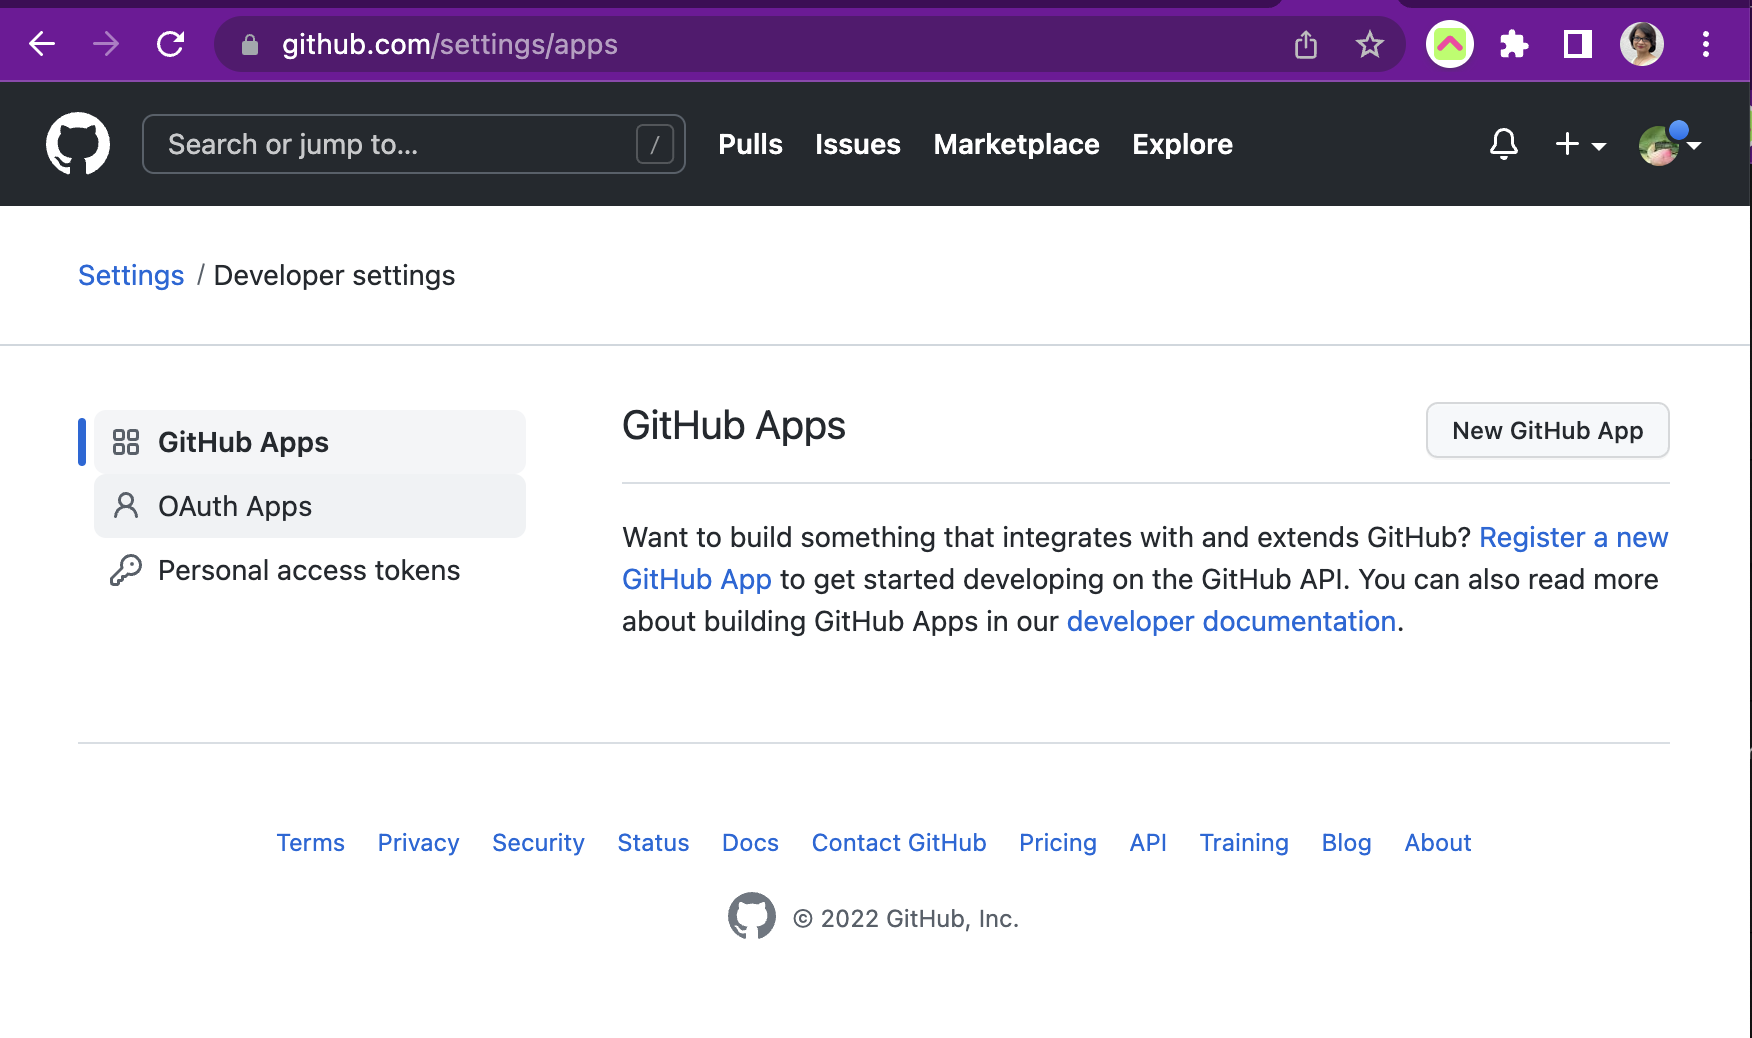 github.com/settings/apps
Search or jump to... /
Pulls Issues Marketplace Explore
Settings / Developer settings
GitHub Apps
OAuth Apps
Personal access tokens
GitHub Apps
New GitHub App
Want to build something that integrates with and extends GitHub? Register a new
GitHub App to get started developing on the GitHub API. You can also read more
about building GitHub Apps in our developer documentation.
Terms Privacy Security Status Docs Contact GitHub Pricing API Training Blog About
© 2022 GitHub, Inc.